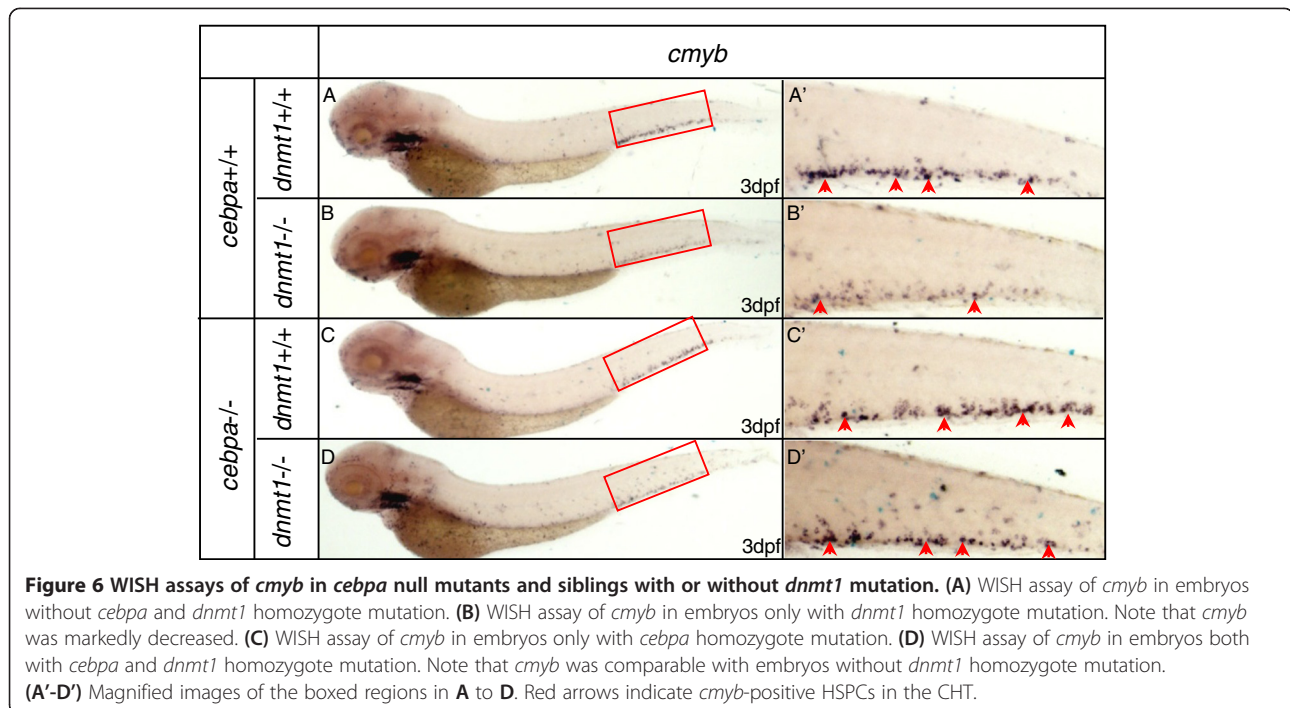 cmyb
cebpa+/+
dnmt1+/+
A
3dpf
A'
dnmt1-/-
B
3dpf
B'
cebpa-/-
dnmt1+/+
C
3dpf
C'
dnmt1-/-
D
3dpf
D'
Figure 6 WISH assays of cmyb in cebpa null mutants and siblings with or without dnmt1 mutation. (A) WISH assay of cmyb in embryos
without cebpa and dnmt1 homozygote mutation. (B) WISH assay of cmyb in embryos only with dnmt1 homozygote mutation. Note that cmyb
was markedly decreased. (C) WISH assay of cmyb in embryos only with cebpa homozygote mutation. (D) WISH assay of cmyb in embryos both
with cebpa and dnmt1 homozygote mutation. Note that cmyb was comparable with embryos without dnmt1 homozygote mutation.
(A’-D’) Magnified images of the boxed regions in A to D. Red arrows indicate cmyb-positive HSPCs in the CHT.